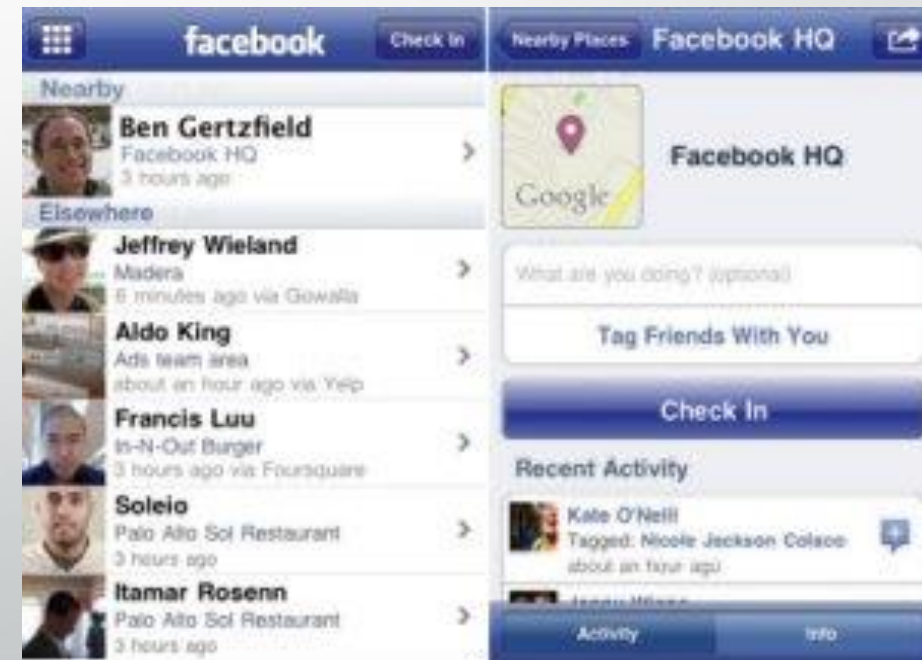 facebook
Check In
Nearby
Ben Gertzfield
Facebook HQ
3 hours ago
Elsewhere
Jeffrey Wieland
Madera
6 minutes ago via Gowalla
Aldo King
Ads team area
about an hour ago via Yelp
Francis Luu
In-N-Out Burger
3 hours ago via Foursquare
Soleio
Palo Alto Sol Restaurant
3 hours ago
Itamar Rosenn
Palo Alto Sol Restaurant
3 hours ago
Nearby Places
Facebook HQ
Google
Facebook HQ
What are you doing? (optional)
Tag Friends With You
Check In
Recent Activity
Kate O'Neill
Tagged: Nicole Jackson Colaco
about an hour ago
Activity
Info